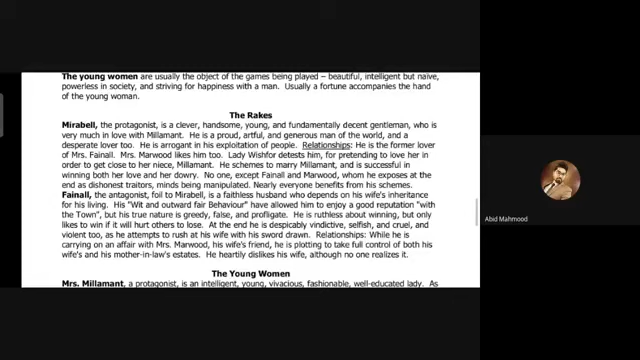 The young women are usually the object of the games being played – beautiful, intelligent but naive,
powerless in society, and striving for happiness with a man.  Usually a fortune accompanies the hand
of the young woman.
The Rakes
Mirabell, the protagonist, is a clever, handsome, young, and fundamentally decent gentleman, who is
very much in love with Millamant.  He is a proud, artful, and generous man of the world, and a
desperate lover too.  He is arrogant in his exploitation of people.  Relationships: He is the former lover
of Mrs. Fainall.  Mrs. Marwood likes him too.  Lady Wishfor detests him, for pretending to love her in
order to get close to her niece, Millamant.  He schemes to marry Millamant, and is successful in
winning both her love and her dowry.  No one, except Fainall and Marwood, whom he exposes at the
end as dishonest traitors, minds being manipulated.  Nearly everyone benefits from his schemes.
Fainall, the antagonist, foil to Mirabell, is a faithless husband who depends on his wife's inheritance
for his living.  His "Wit and outward fair Behaviour" have allowed him to enjoy a good reputation "with
the Town", but his true nature is greedy, false, and profligate.  He is ruthless about winning, but only
likes to win if it will hurt others to lose.  At the end he is despicably vindictive, selfish, and cruel, and
violent too, as he attempts to rush at his wife with his sword drawn.  Relationships: While he is
carrying on an affair with Mrs. Marwood, his wife's friend, he is plotting to take full control of both his
wife's and his mother-in-law's estates.  He heartily dislikes his wife, although no one realizes it.
The Young Women
Mrs. Millamant, a protagonist, is an intelligent, young, vivacious, fashionable, well-educated lady.  As
Abid Mahmood